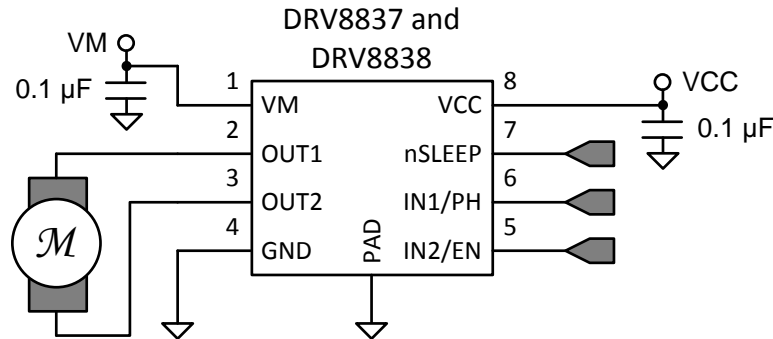 DRV8837 and
DRV8838
VM
0.1 µF
1
VM
2
OUT1
3
OUT2
4
GND
PAD
8
VCC
7
nSLEEP
6
IN1/PH
5
IN2/EN
VCC
0.1 µF
M